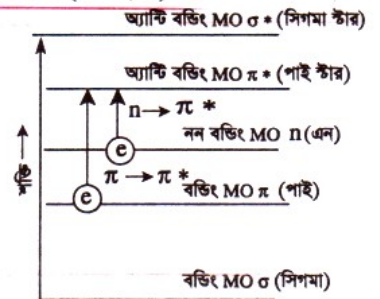 অ্যান্টি বন্ডিং MO σ * (সিগমা স্টার)
অ্যান্টি বন্ডিং MO π * (পাই স্টার)
n → π *
নন বন্ডিং MO n (এন)
e
π → π *
e
বন্ডিং MO π (পাই)
শক্তি →
বন্ডিং MO σ (সিগমা)